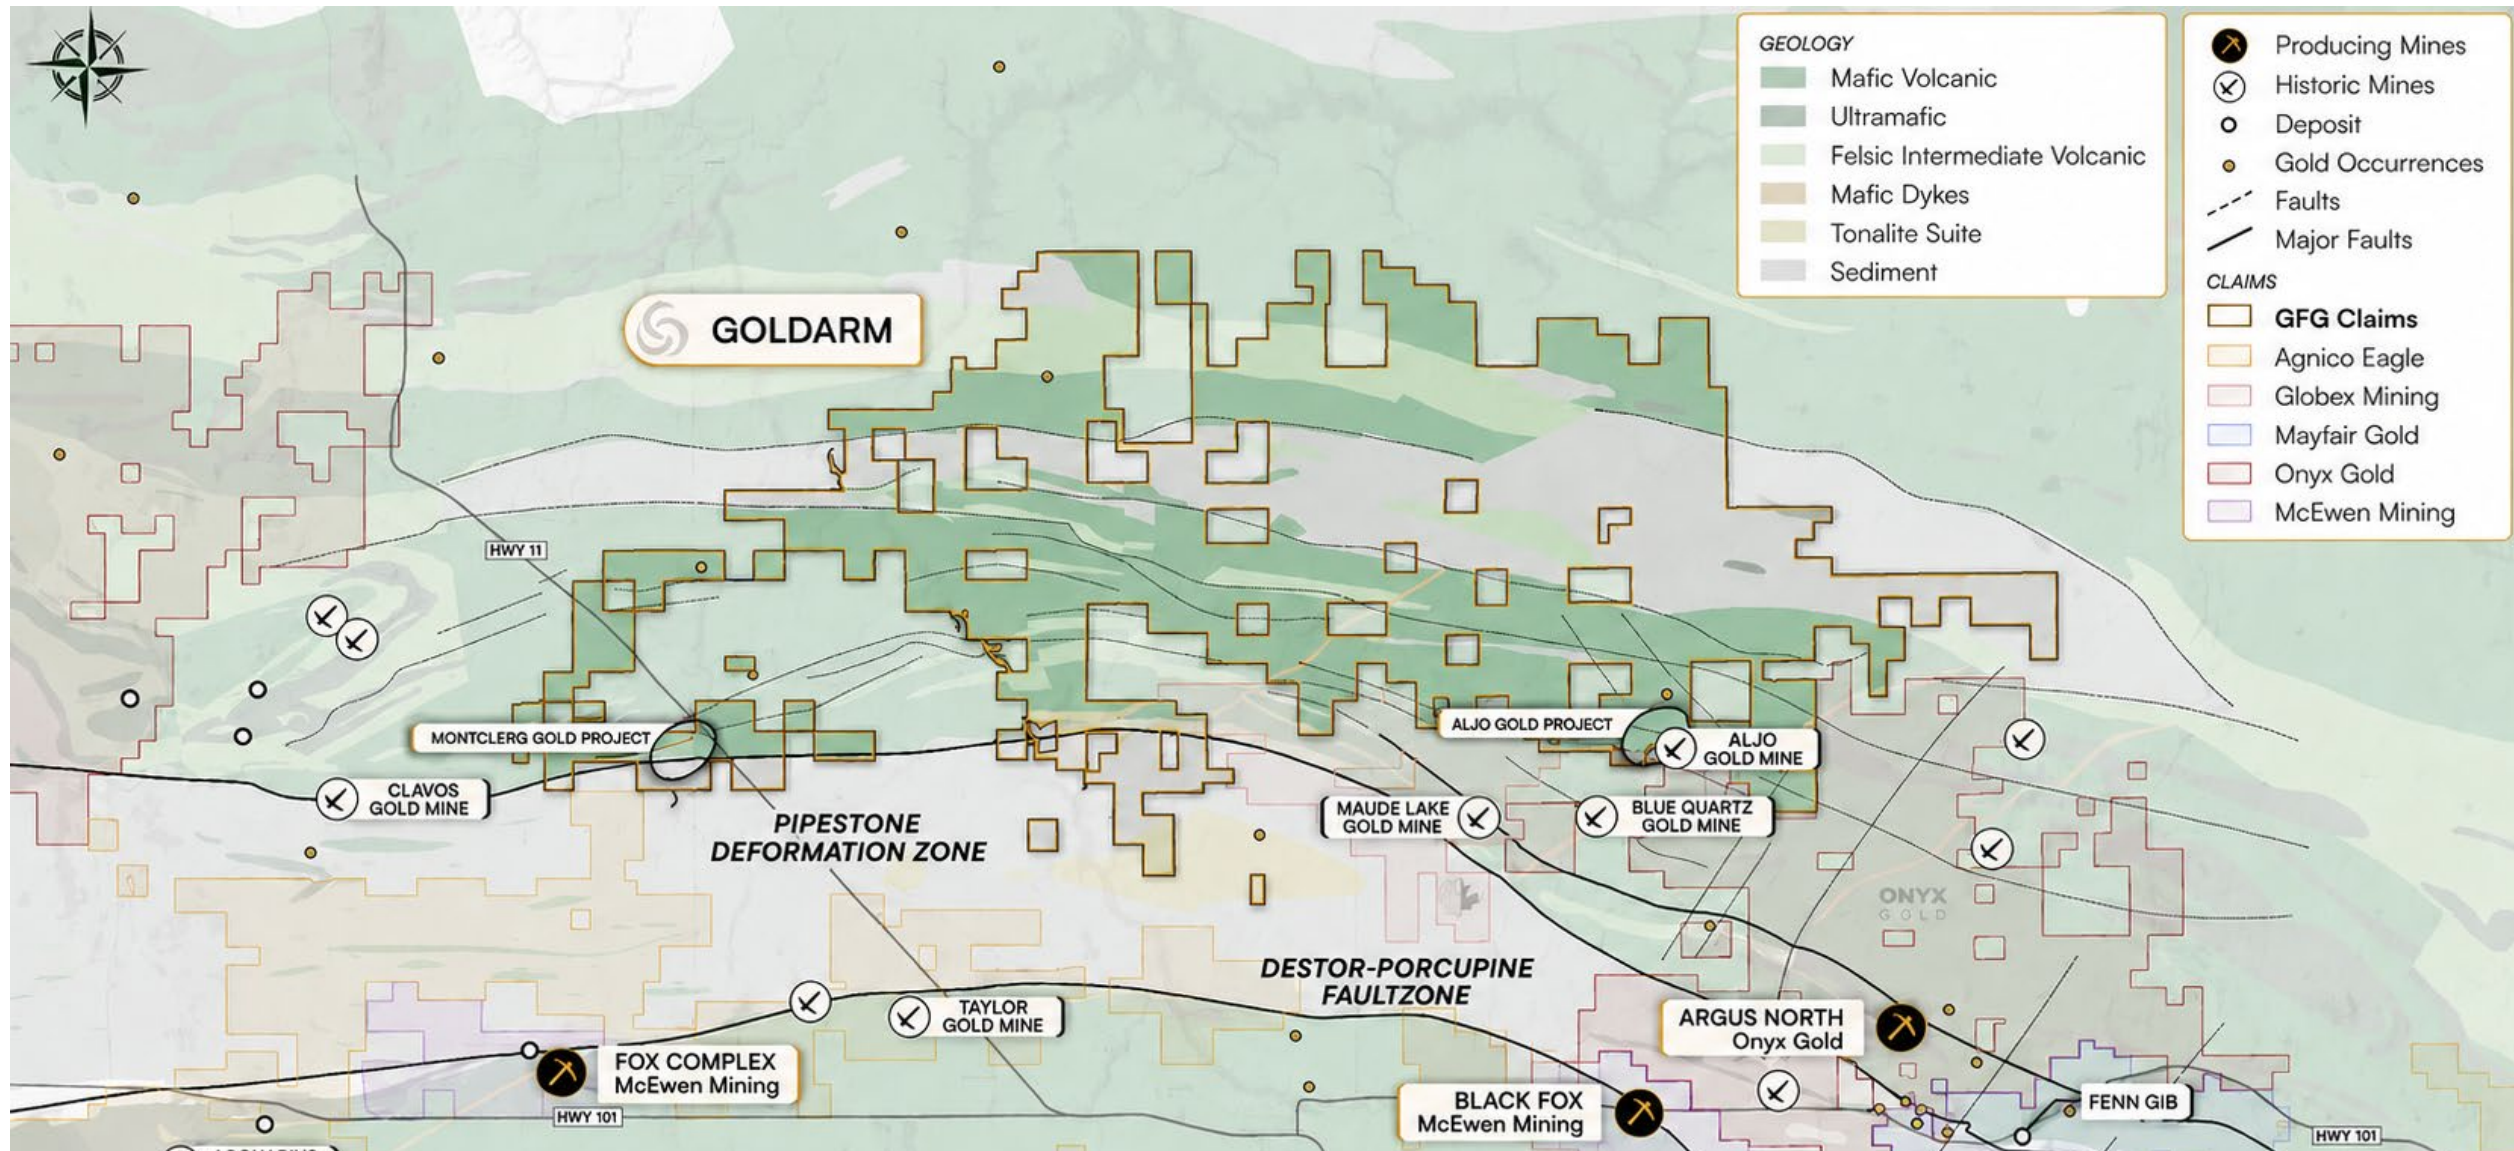 GEOLOGY
Mafic Volcanic
Ultramafic
Felsic Intermediate Volcanic
Mafic Dykes
Tonalite Suite
Sediment
Producing Mines
Historic Mines
Deposit
Gold Occurrences
Faults
Major Faults
CLAIMS
GFG Claims
Agnico Eagle
Globex Mining
Mayfair Gold
Onyx Gold
McEwen Mining
GOLDARM
HWY 11
MONTCLERG GOLD PROJECT
ALJO GOLD PROJECT
ALJO
GOLD MINE
CLAVOS
GOLD MINE
MAUDE LAKE
GOLD MINE
BLUE QUARTZ
GOLD MINE
PIPESTONE
DEFORMATION ZONE
ONYX
GOLD
DESTOR-PORCUPINE
FAULTZONE
TAYLOR
GOLD MINE
ARGUS NORTH
Onyx Gold
FOX COMPLEX
McEwen Mining
BLACK FOX
McEwen Mining
FENN GIB
HWY 101
HWY 101